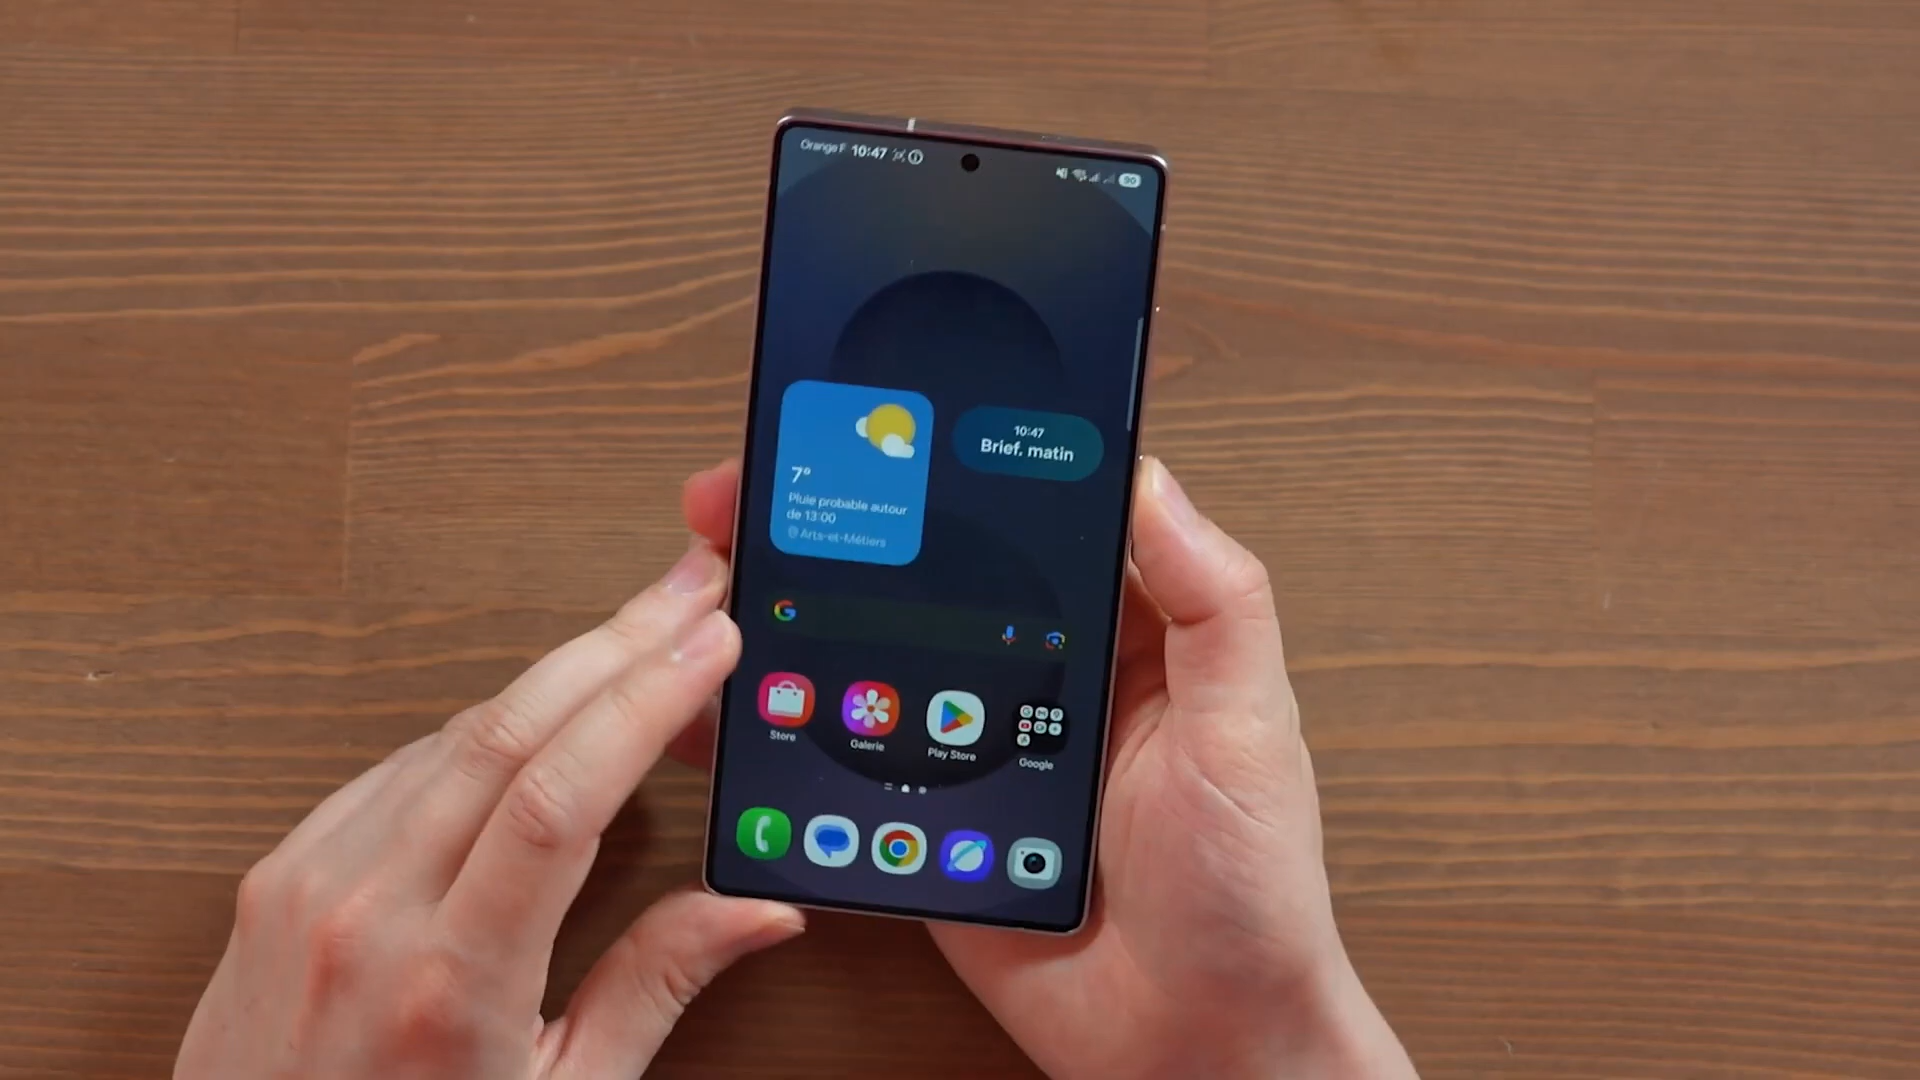 Orange F 10:47
90
10:47
Brief. matin
7°
Pluie probable autour
de 13:00
Arts-et-Métiers
Store
Galerie
Play Store
Google